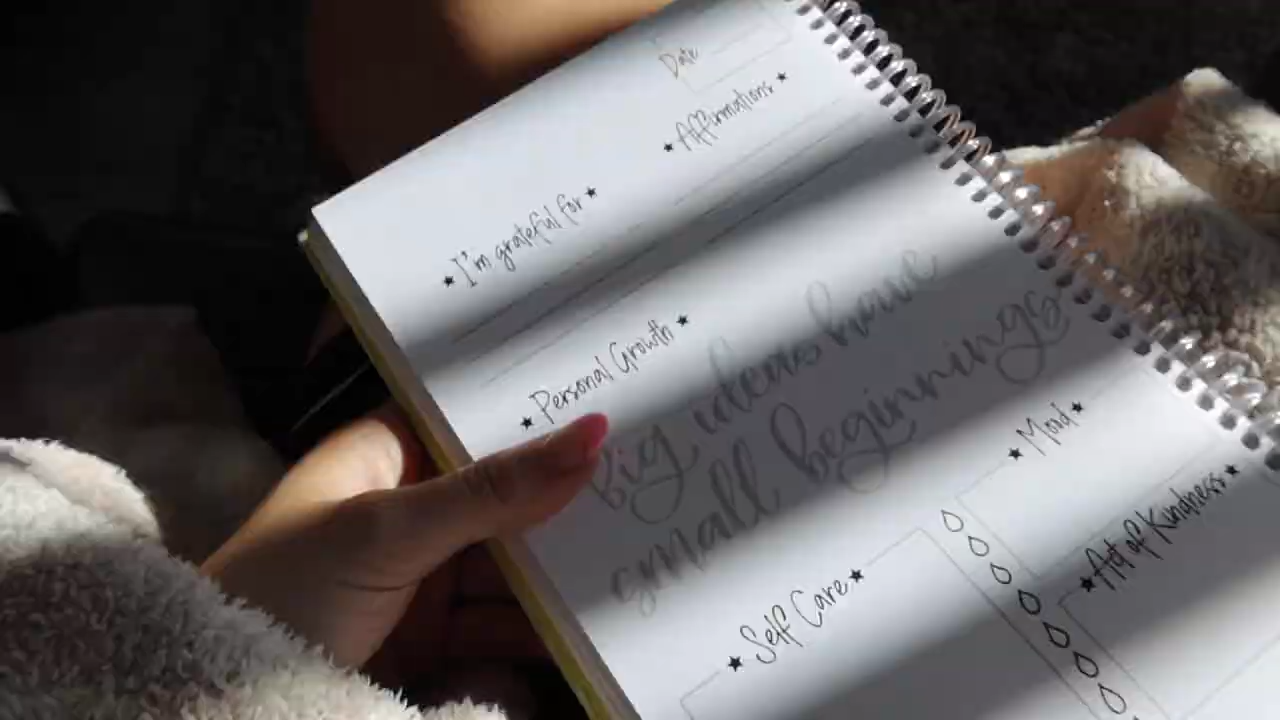 Date
★ Affirmations ★
★ I'm grateful for ★
★ Personal Growth ★
Big ideas have
small beginnings
★ Mood ★
★ Act of Kindness ★
★ Self Care ★